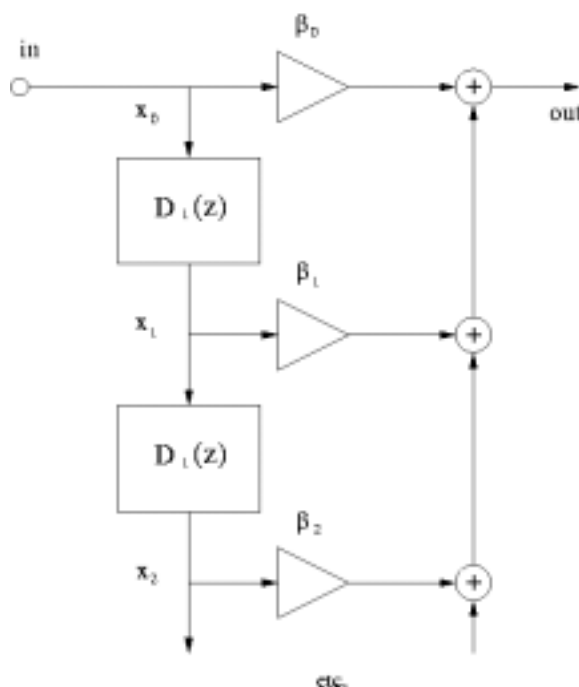 in
β₀
x₀
out
D₁(z)
β₁
x₁
D₁(z)
β₂
x₂
etc.